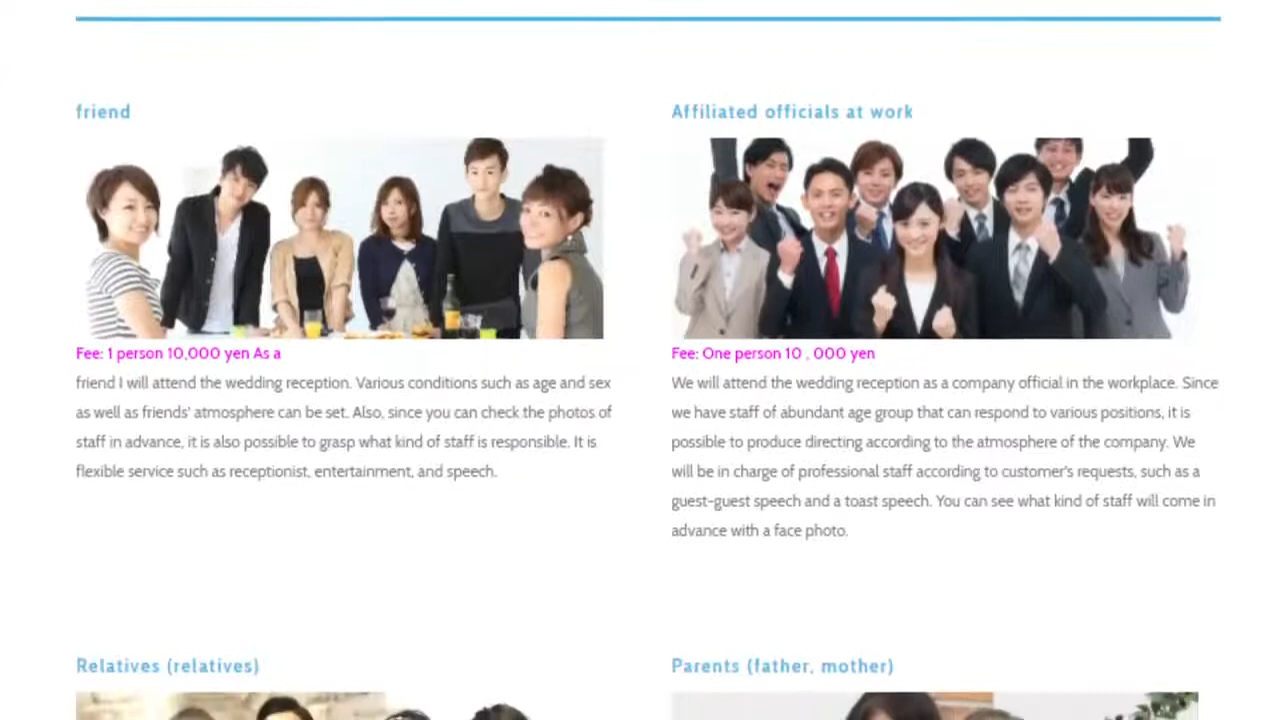 friend
Fee: 1 person 10,000 yen As a
friend I will attend the wedding reception. Various conditions such as age and sex
as well as friends' atmosphere can be set. Also, since you can check the photos of
staff in advance, it is also possible to grasp what kind of staff is responsible. It is
flexible service such as receptionist, entertainment, and speech.
Affiliated officials at work
Fee: One person 10 , 000 yen
We will attend the wedding reception as a company official in the workplace. Since
we have staff of abundant age group that can respond to various positions, it is
possible to produce directing according to the atmosphere of the company. We
will be in charge of professional staff according to customer's requests, such as a
guest-guest speech and a toast speech. You can see what kind of staff will come in
advance with a face photo.
Relatives (relatives)
Parents (father, mother)